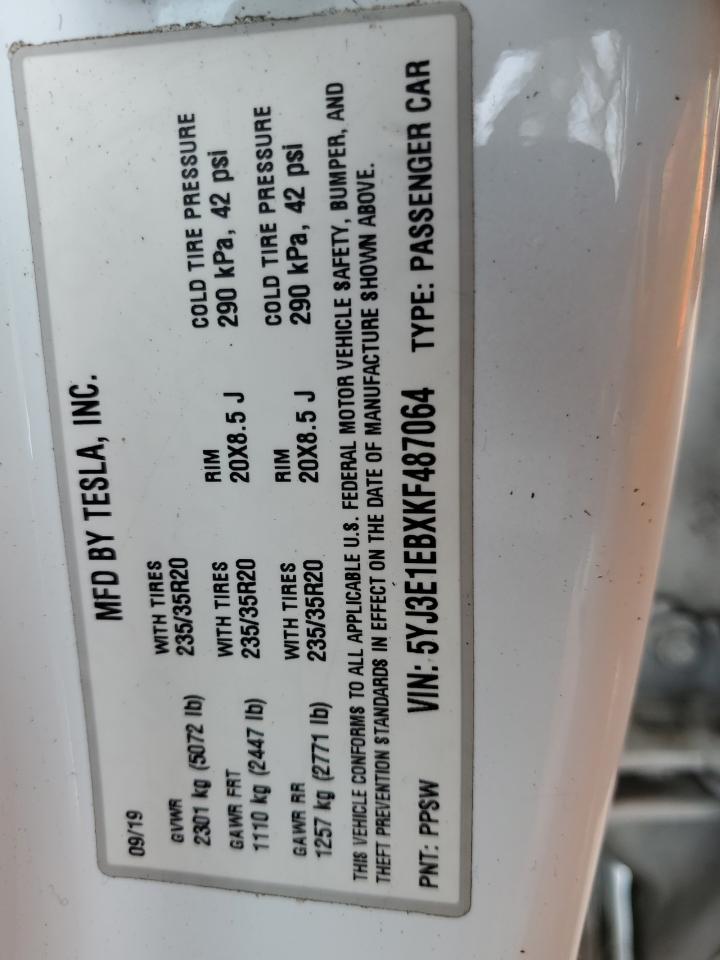 MFD BY TESLA, INC.
09/19
GVWR WITH TIRES
2301 kg (5072 lb) 235/35R20
GAWR FRT WITH TIRES RIM COLD TIRE PRESSURE
1110 kg (2447 lb) 235/35R20 20X8.5 J 290 kPa, 42 psi
GAWR RR WITH TIRES RIM COLD TIRE PRESSURE
1257 kg (2771 lb) 235/35R20 20X8.5 J 290 kPa, 42 psi
THIS VEHICLE CONFORMS TO ALL APPLICABLE U.S. FEDERAL MOTOR VEHICLE SAFETY, BUMPER, AND
THEFT PREVENTION STANDARDS IN EFFECT ON THE DATE OF MANUFACTURE SHOWN ABOVE.
PNT: PPSW VIN: 5YJ3E1EBXKF487064 TYPE: PASSENGER CAR